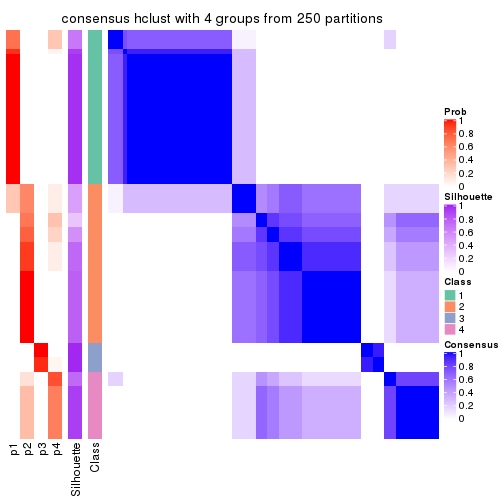 consensus hclust with 4 groups from 250 partitions
Prob
1
0.8
0.6
0.4
0.2
0
Silhouette
1
0.8
0.6
0.4
0.2
0
Class
1
2
3
4
Consensus
1
0.8
0.6
0.4
0.2
0
p1
p2
p3
p4
Silhouette
Class